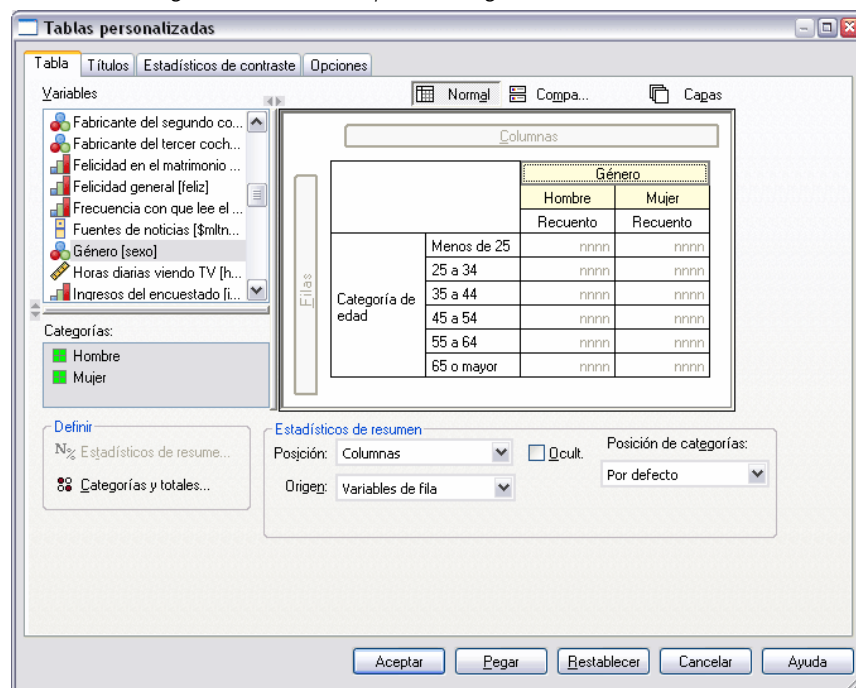 Tablas personalizadas
Tabla Títulos Estadísticos de contraste Opciones
Variables
Normal Compa... Capas
Fabricante del segundo co...
Fabricante del tercer coch...
Felicidad en el matrimonio ...
Felicidad general [feliz]
Frecuencia con que lee el ...
Fuentes de noticias [$mltn...
Género [sexo]
Horas diarias viendo TV [h...
Ingresos del encuestado [i...
Categorías:
Hombre
Mujer
Columnas
Filas
Género
Hombre Mujer
Recuento Recuento
Categoría de edad
Menos de 25 nnnn nnnn
25 a 34 nnnn nnnn
35 a 44 nnnn nnnn
45 a 54 nnnn nnnn
55 a 64 nnnn nnnn
65 o mayor nnnn nnnn
Definir
N% Estadísticos de resume...
Categorías y totales...
Estadísticos de resumen
Posición: Columnas
Ocult.
Posición de categorías:
Por defecto
Origen: Variables de fila
Aceptar Pegar Restablecer Cancelar Ayuda